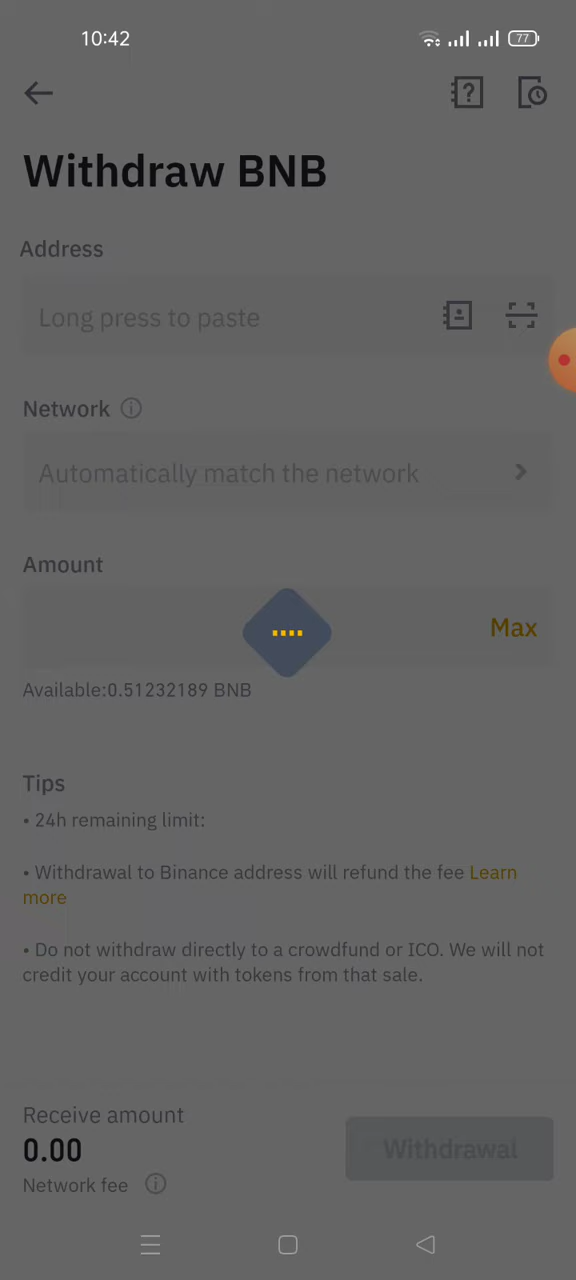 10:42
77
Withdraw BNB
Address
Long press to paste
Network
Automatically match the network
Amount
Max
Available:0.51232189 BNB
Tips
• 24h remaining limit:
• Withdrawal to Binance address will refund the fee Learn
more
• Do not withdraw directly to a crowdfund or ICO. We will not
credit your account with tokens from that sale.
Receive amount
0.00
Withdrawal
Network fee